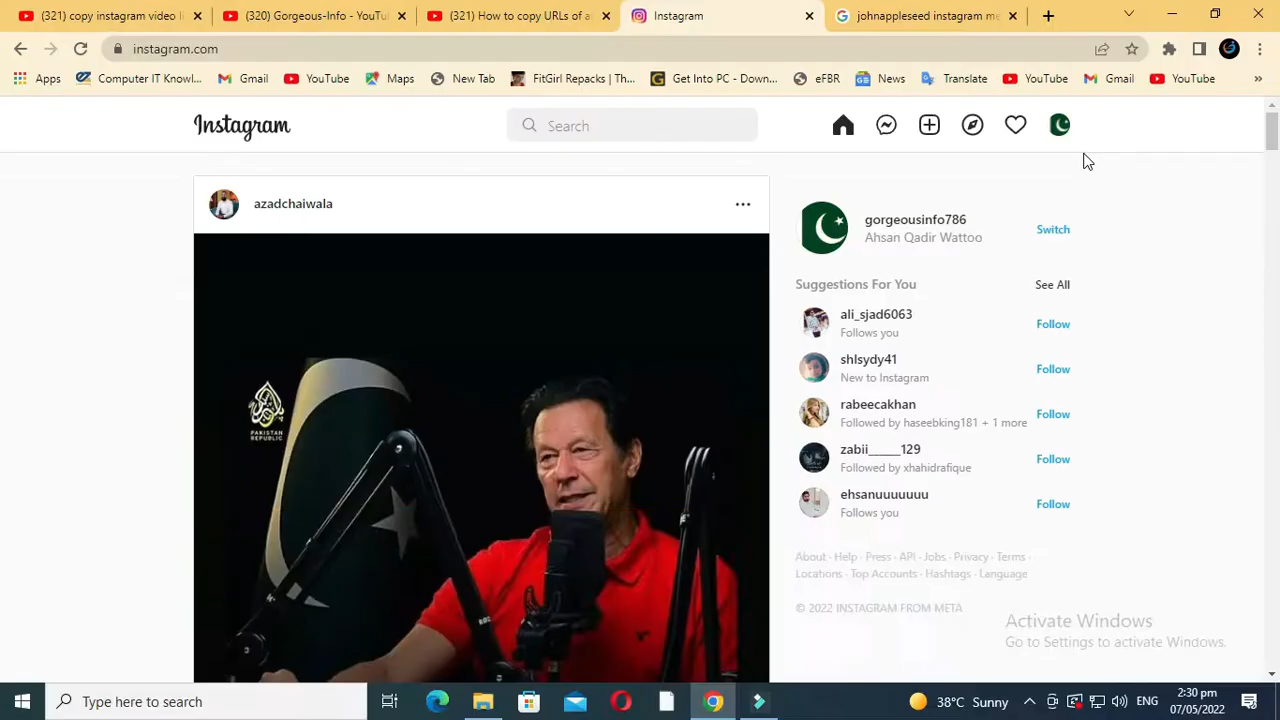 (321) copy instagram video l
(320) Gorgeous-Info - YouTub
(321) How to copy URLs of a
Instagram
johnappleseed instagram me
instagram.com
Apps
Computer IT Knowl...
Gmail
YouTube
Maps
New Tab
FitGirl Repacks | Th...
Get Into PC - Down...
eFBR
News
Translate
YouTube
Gmail
YouTube
»
Instagram
Search
azadchaiwala
gorgeousinfo786
Ahsan Qadir Wattoo
Switch
Suggestions For You
See All
ali_sjad6063
Follows you
Follow
shlsydy41
New to Instagram
Follow
rabeecakhan
Followed by haseebking181 + 1 more
Follow
zabii_____129
Followed by xhahidrafique
Follow
ehsanuuuuuuu
Follows you
Follow
PAKISTAN
REPUBLIC
About · Help · Press · API · Jobs · Privacy · Terms ·
Locations · Top Accounts · Hashtags · Language
© 2022 INSTAGRAM FROM META
Activate Windows
Go to Settings to activate Windows.
Type here to search
38°C Sunny
ENG
2:30 pm
07/05/2022